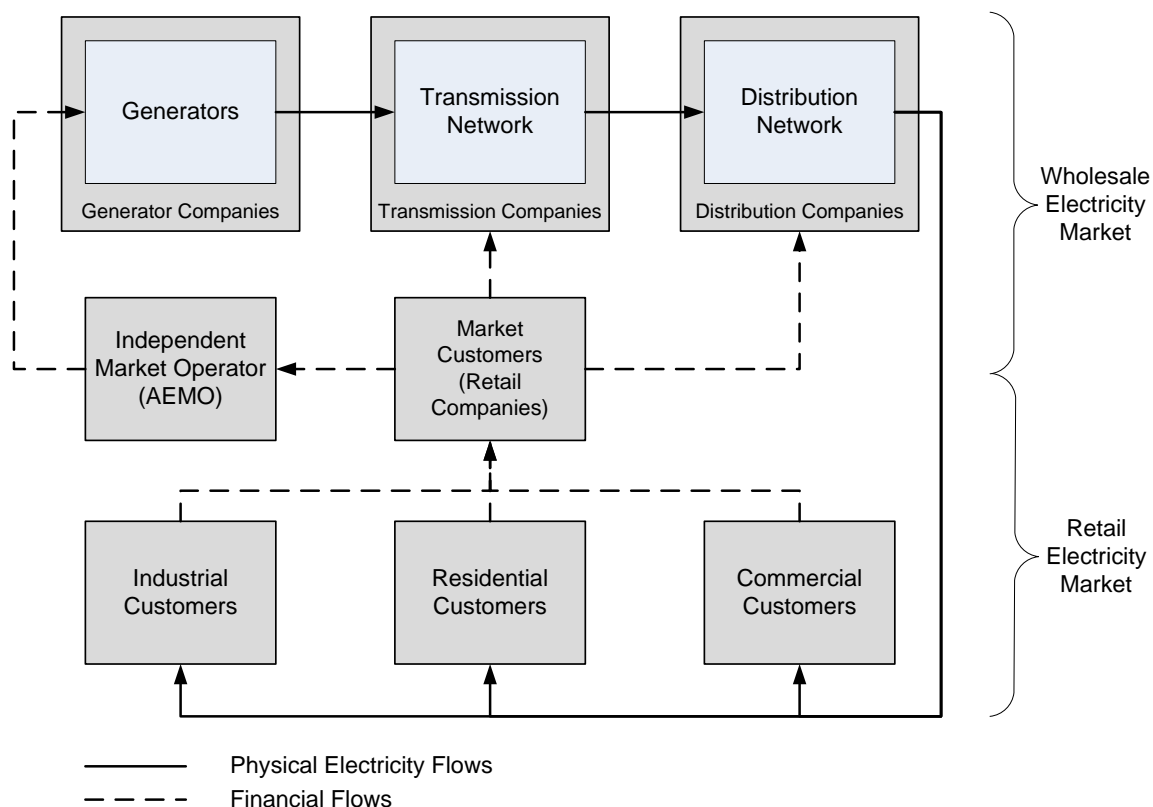 Generators
Transmission
Network
Distribution
Network
Generator Companies
Transmission Companies
Distribution Companies
Wholesale
Electricity
Market
Independent
Market Operator
(AEMO)
Market
Customers
(Retail
Companies)
Industrial
Customers
Residential
Customers
Commercial
Customers
Retail
Electricity
Market
Physical Electricity Flows
Financial Flows